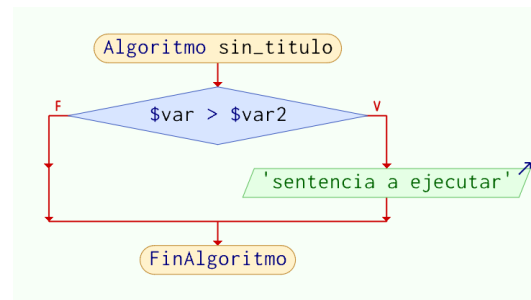 Algoritmo sin_titulo
F
$var > $var2
V
'sentencia a ejecutar'
FinAlgoritmo